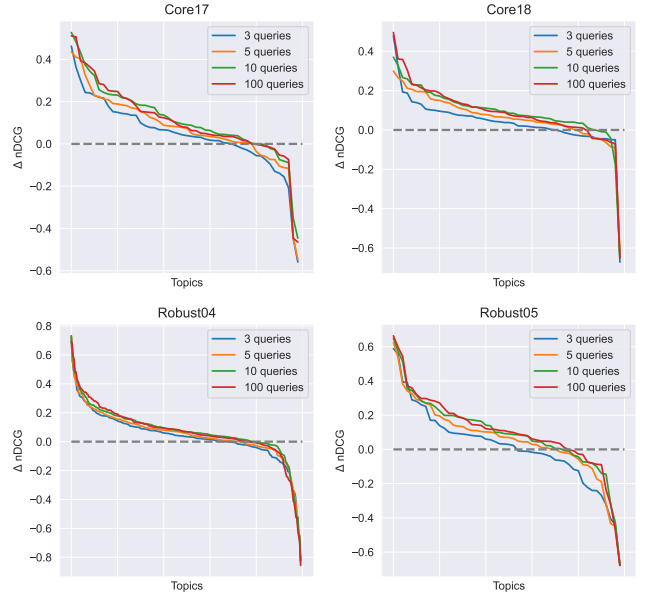 Core17
0.4
0.2
0.0
−0.2
−0.4
−0.6
Δ nDCG
Topics
3 queries
5 queries
10 queries
100 queries
Core18
0.4
0.2
0.0
−0.2
−0.4
−0.6
Δ nDCG
Topics
3 queries
5 queries
10 queries
100 queries
Robust04
0.8
0.6
0.4
0.2
0.0
−0.2
−0.4
−0.6
−0.8
Δ nDCG
Topics
3 queries
5 queries
10 queries
100 queries
Robust05
0.6
0.4
0.2
0.0
−0.2
−0.4
−0.6
Δ nDCG
Topics
3 queries
5 queries
10 queries
100 queries